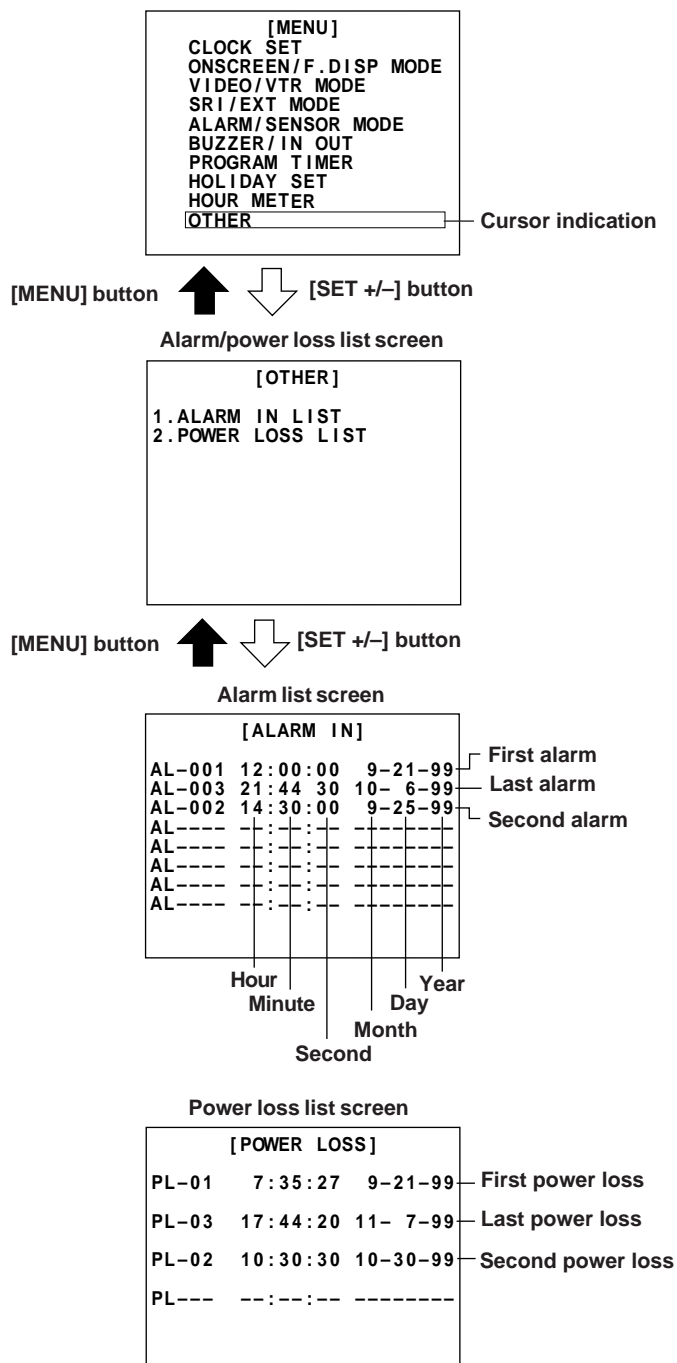 [MENU]
CLOCK SET
ONSCREEN/F.DISP MODE
VIDEO/VTR MODE
SRI/EXT MODE
ALARM/SENSOR MODE
BUZZER/IN OUT
PROGRAM TIMER
HOLIDAY SET
HOUR METER
OTHER
Cursor indication
[MENU] button
[SET +/–] button
Alarm/power loss list screen
[OTHER]
1.ALARM IN LIST
2.POWER LOSS LIST
[MENU] button
[SET +/–] button
Alarm list screen
[ALARM IN]
AL–001 12:00:00 9–21–99
First alarm
AL–003 21:44 30 10– 6–99
Last alarm
AL–002 14:30:00 9–25–99
Second alarm
AL–––– ––:––:–– ––––––––
AL–––– ––:––:–– ––––––––
AL–––– ––:––:–– ––––––––
AL–––– ––:––:–– ––––––––
AL–––– ––:––:–– ––––––––
Hour
Year
Minute
Day
Month
Second
Power loss list screen
[POWER LOSS]
PL–01 7:35:27 9–21–99
First power loss
PL–03 17:44:20 11– 7–99
Last power loss
PL–02 10:30:30 10–30–99
Second power loss
PL––– ––:––:–– ––––––––